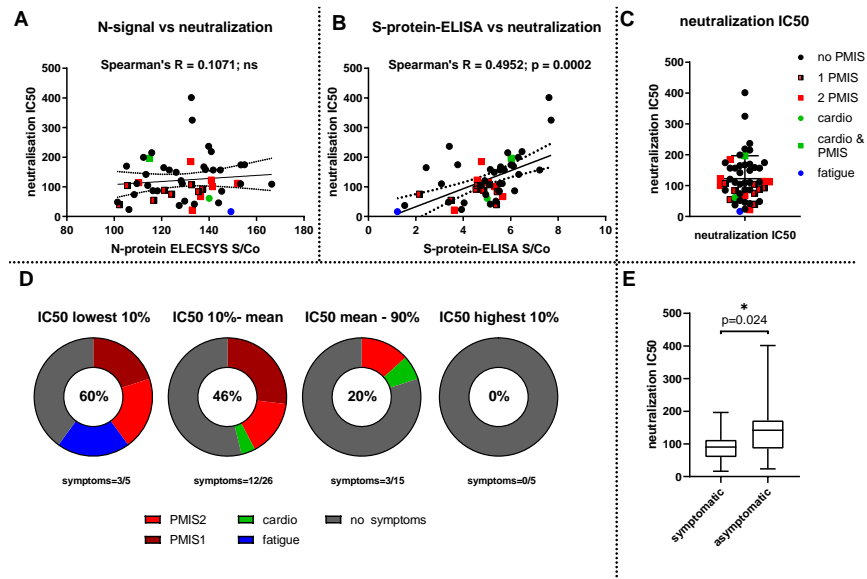 A
N-signal vs neutralization
Spearman's R = 0.1071; ns
neutralisation IC50
500
400
300
200
100
0
80 100 120 140 160 180
N-protein ELECSYS S/Co
B
S-protein-ELISA vs neutralization
Spearman's R = 0.4952; p = 0.0002
neutralisation IC50
500
400
300
200
100
0
0 2 4 6 8 10
S-protein-ELISA S/Co
C
neutralization IC50
neutralization IC50
500
400
300
200
100
0
neutralization IC50
no PMIS
1 PMIS
2 PMIS
cardio
cardio &
PMIS
fatigue
D
IC50 lowest 10% IC50 10%- mean IC50 mean - 90% IC50 highest 10%
60% 46% 20% 0%
symptoms=3/5 symptoms=12/26 symptoms=3/15 symptoms=0/5
PMIS2 cardio no symptoms
PMIS1 fatigue
E
neutralization IC50
500
400
300
200
100
0
*
p=0.024
symptomatic
asymptomatic